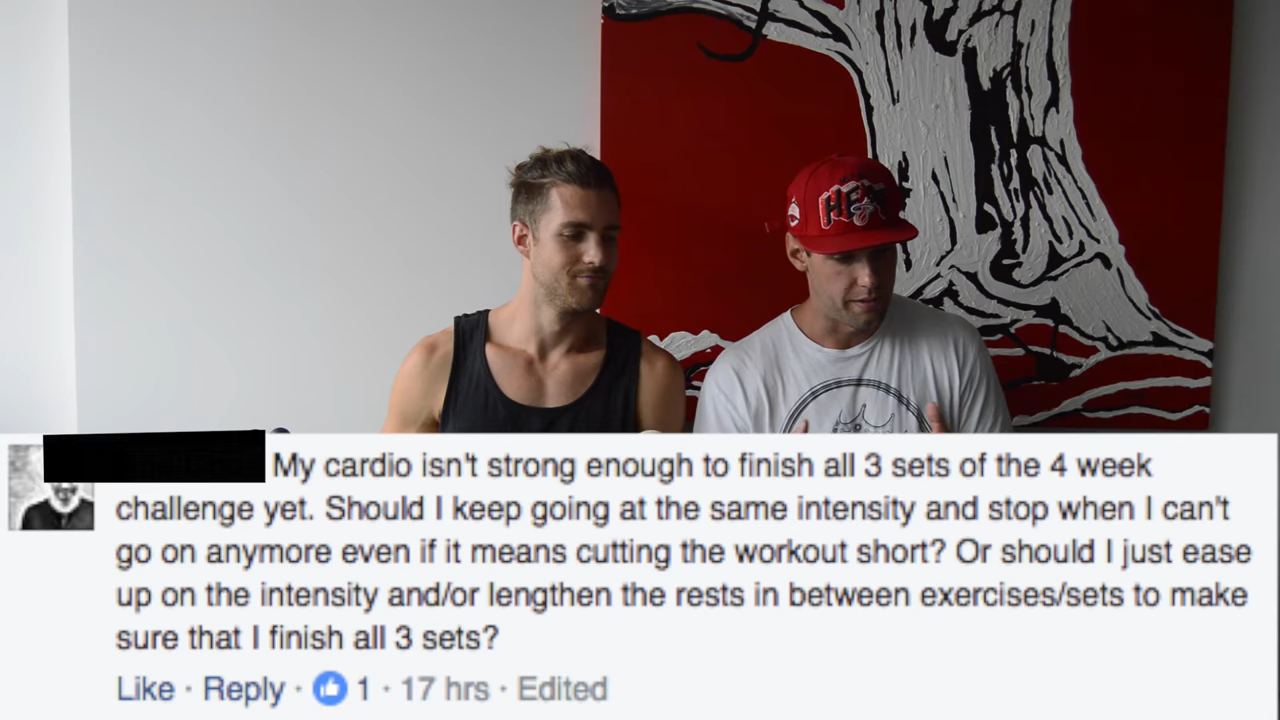 HEA
My cardio isn't strong enough to finish all 3 sets of the 4 week
challenge yet. Should I keep going at the same intensity and stop when I can't
go on anymore even if it means cutting the workout short? Or should I just ease
up on the intensity and/or lengthen the rests in between exercises/sets to make
sure that I finish all 3 sets?
Like · Reply · 1 · 17 hrs · Edited